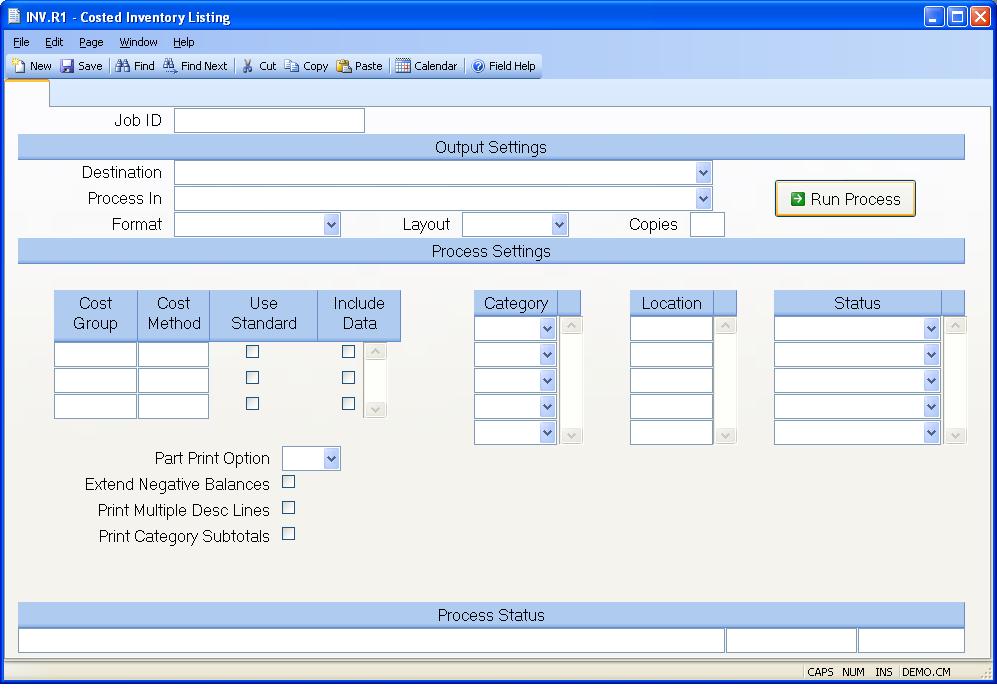 INV.R1 - Costed Inventory Listing
File Edit Page Window Help
New Save Find Find Next Cut Copy Paste Calendar Field Help
Job ID
Output Settings
Destination
Process In
Run Process
Format Layout Copies
Process Settings
Cost Group
Cost Method
Use Standard
Include Data
Category
Location
Status
Part Print Option
Extend Negative Balances
Print Multiple Desc Lines
Print Category Subtotals
Process Status
CAPS NUM INS DEMO.CM